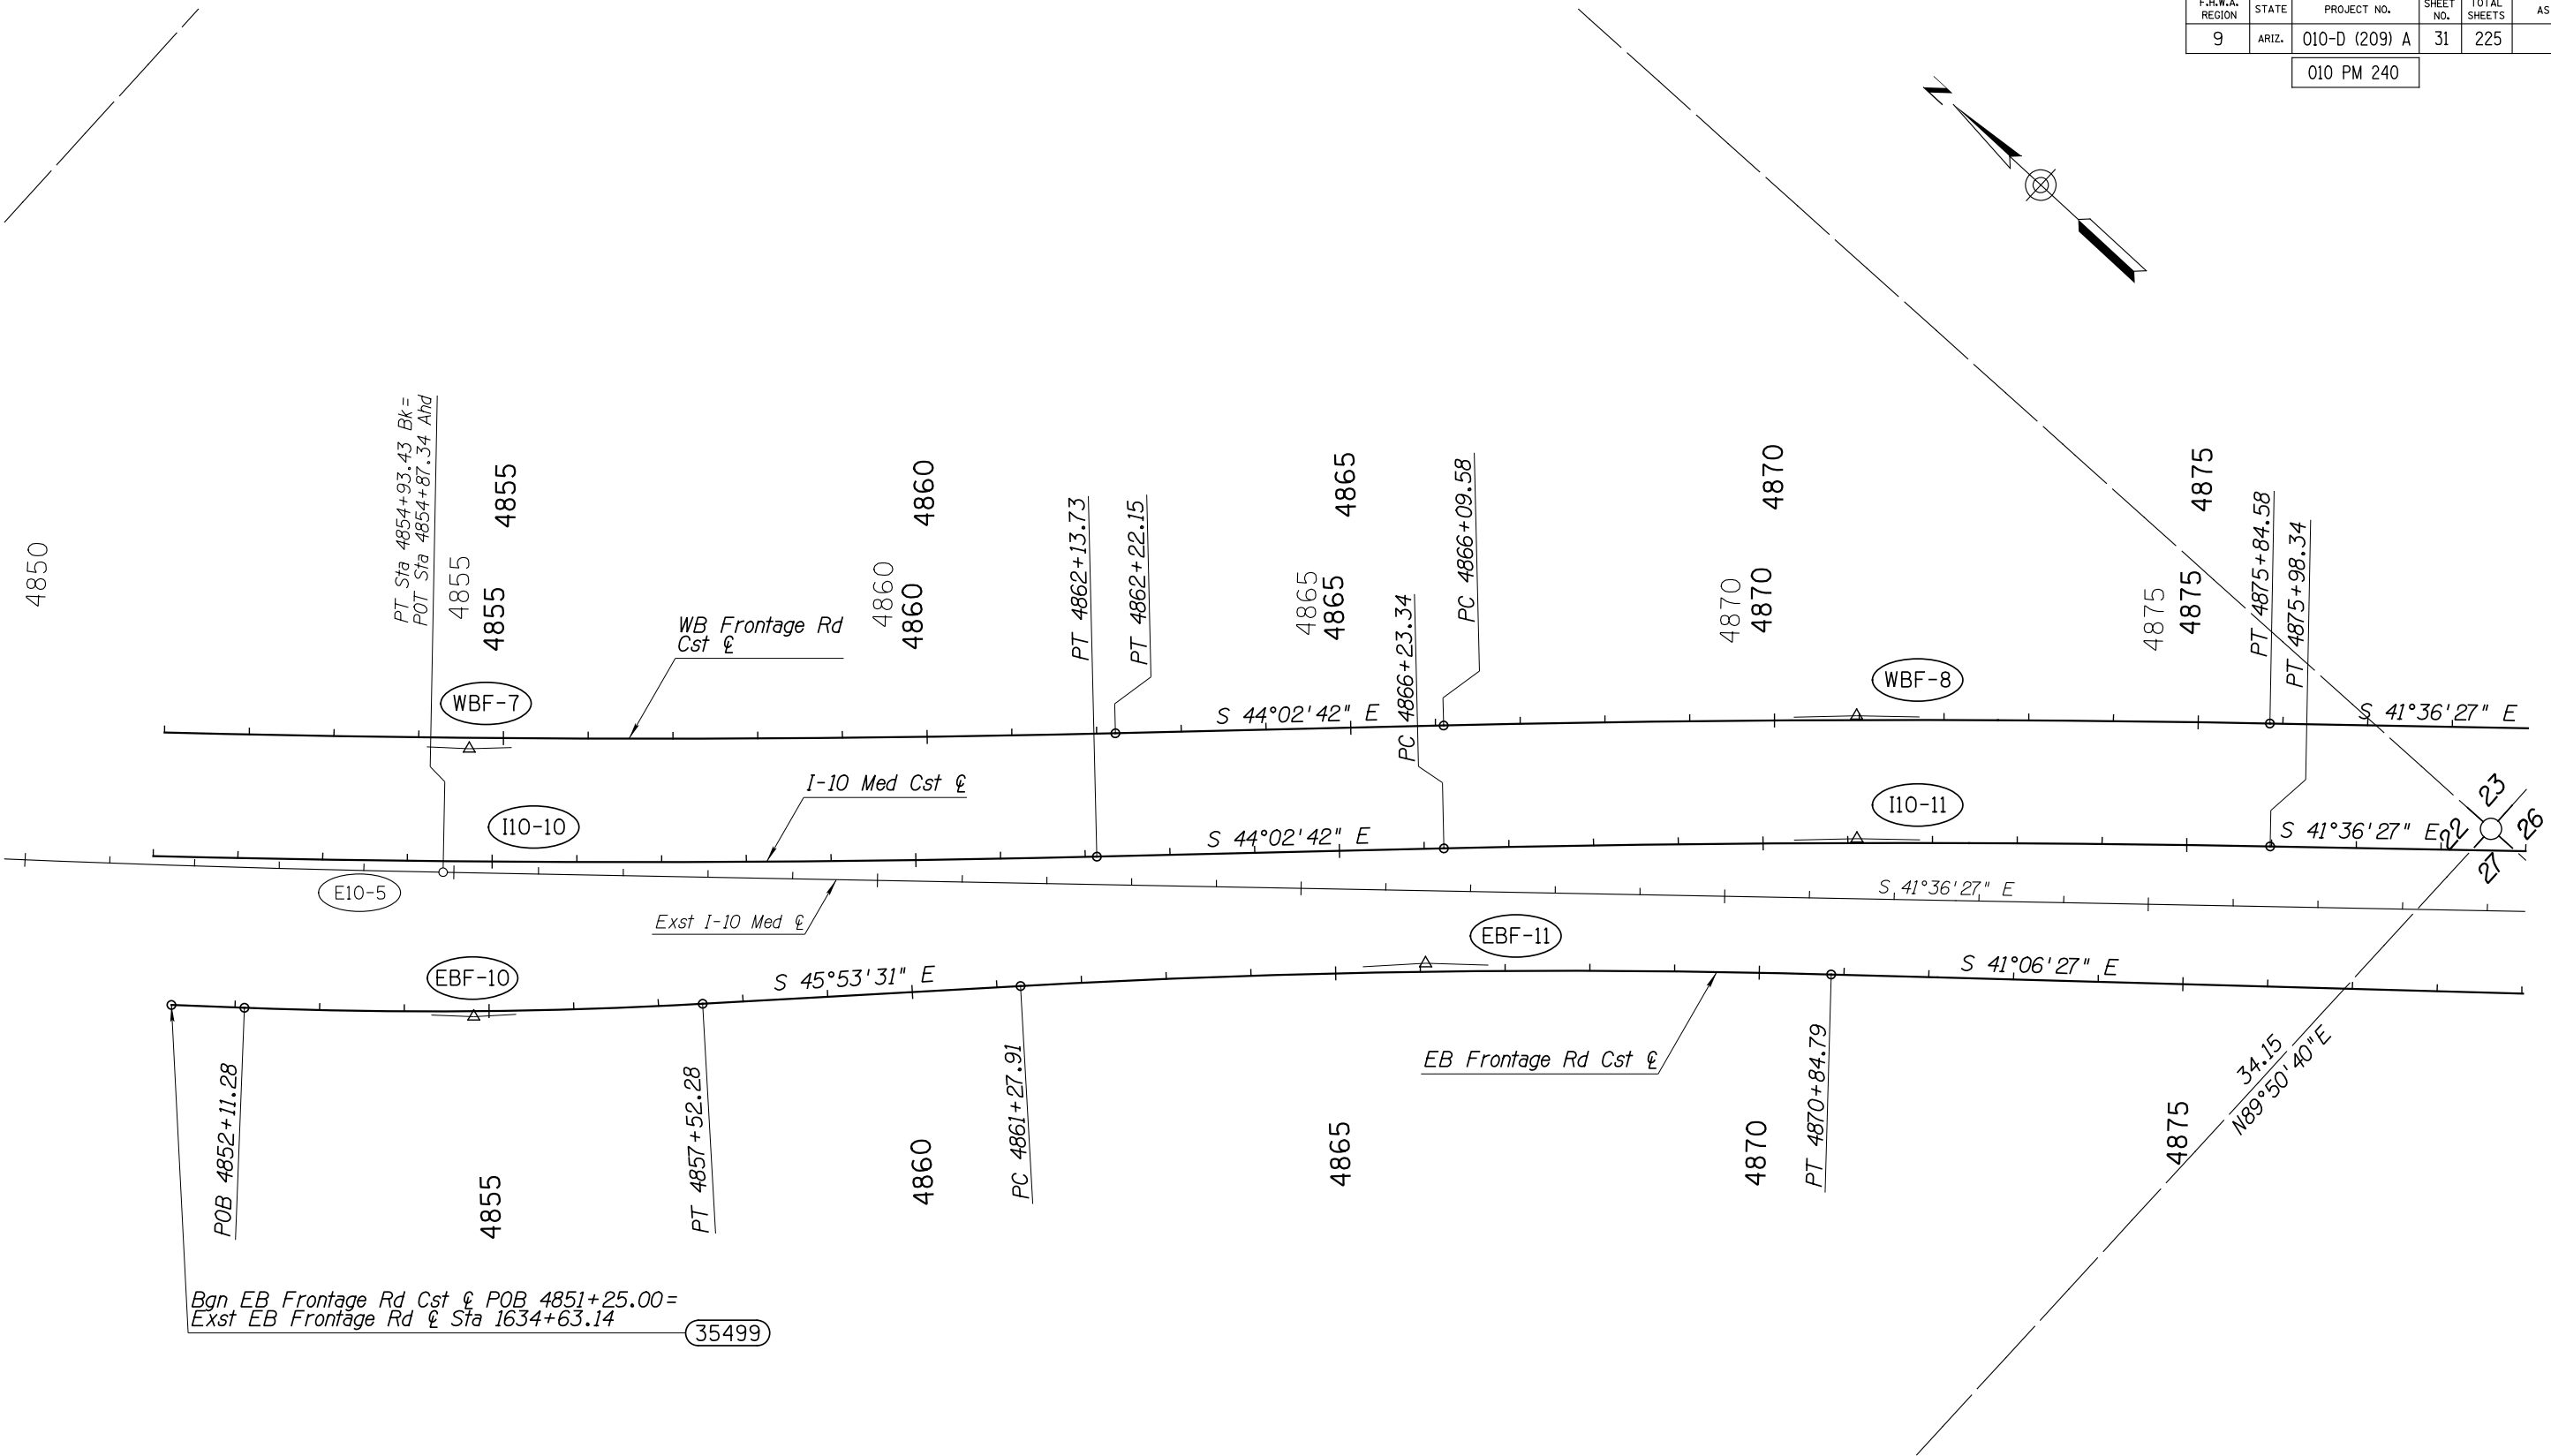 F.H.W.A. REGION STATE PROJECT NO. SHEET NO. TOTAL SHEETS AS
9 ARIZ. 010-D (209) A 31 225
010 PM 240
N
PT Sta 4854+93.43 Bk=
POT Sta 4854+87.34 Ahd
4850
4855
4855
4855
4860
4860
4860
PT 4862+13.73
PT 4862+22.15
4865
4865
4865
PC 4866+23.34
PC 4866+09.58
4870
4870
4870
4875
4875
4875
PT 4875+84.58
PT 4875+98.34
WB Frontage Rd
Cst ℄
WBF-7
S 44°02'42" E
WBF-8
S 41°36'27" E
I-10 Med Cst ℄
I10-10
S 44°02'42" E
I10-11
S 41°36'27" E
23
22
26
27
E10-5
Exst I-10 Med ℄
S 41°36'27" E
EBF-10
S 45°53'31" E
EBF-11
S 41°06'27" E
EB Frontage Rd Cst ℄
POB 4852+11.28
4855
PT 4857+52.28
4860
PC 4861+27.91
4865
4870
PT 4870+84.79
4875
34.15
N89°50'40"E
Bgn EB Frontage Rd Cst ℄ POB 4851+25.00=
Exst EB Frontage Rd ℄ Sta 1634+63.14
35499